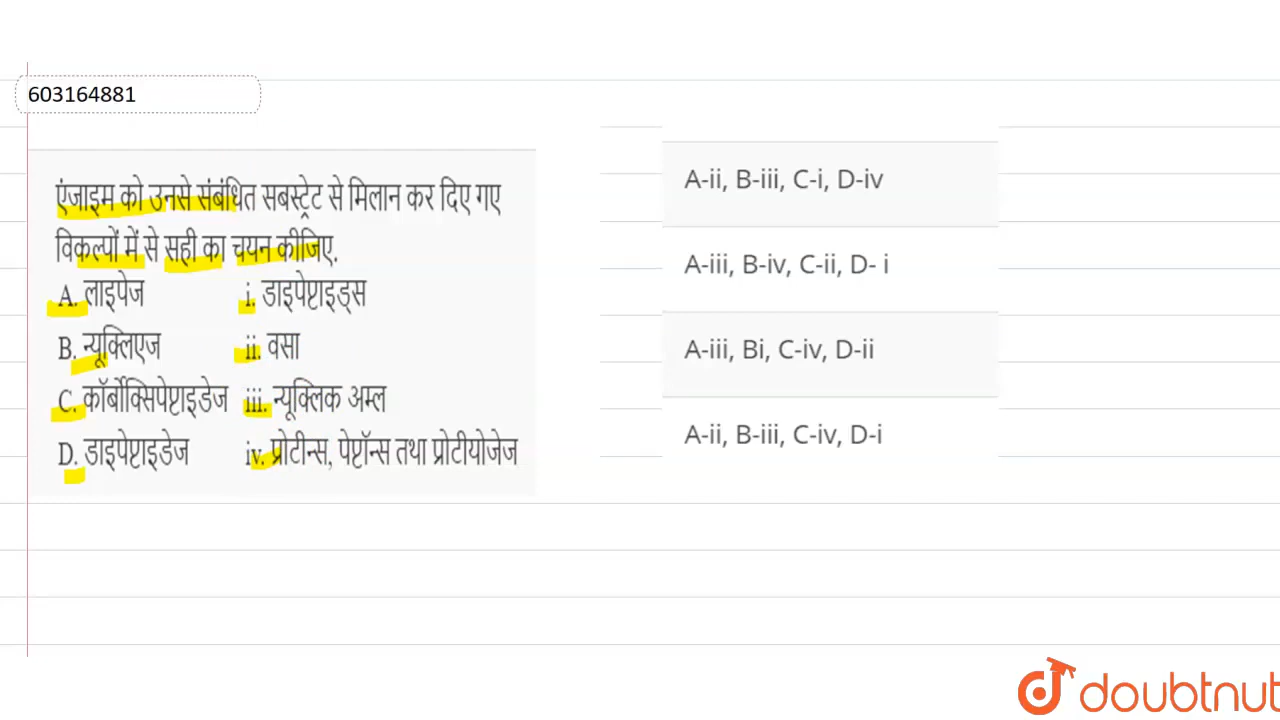 603164881
एंजाइम को उनसे संबंधित सबस्ट्रेट से मिलान कर दिए गए
विकल्पों में से सही का चयन कीजिए.
A. लाइपेज i. डाइपेप्टाइड्स
B. न्यूक्लिएज ii. वसा
C. कॉर्बोक्सिपेप्टाइडेज iii. न्यूक्लिक अम्ल
D. डाइपेप्टाइडेज iv. प्रोटीन्स, पेप्टॉन्स तथा प्रोटीयोजेज
A-ii, B-iii, C-i, D-iv
A-iii, B-iv, C-ii, D- i
A-iii, Bi, C-iv, D-ii
A-ii, B-iii, C-iv, D-i
doubtnut